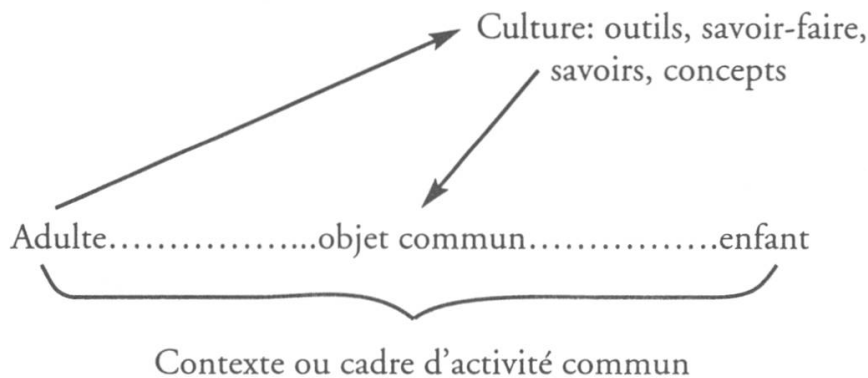 Culture: outils, savoir-faire,
savoirs, concepts
Adulte.....................objet commun................enfant
Contexte ou cadre d'activité commun